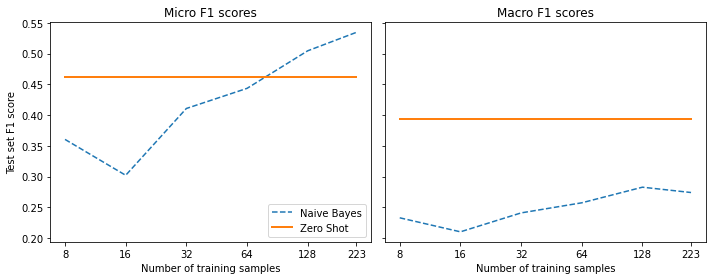 Micro F1 scores
Macro F1 scores
Test set F1 score
0.55
0.50
0.45
0.40
0.35
0.30
0.25
0.20
Naive Bayes
Zero Shot
8 16 32 64 128 223
8 16 32 64 128 223
Number of training samples
Number of training samples